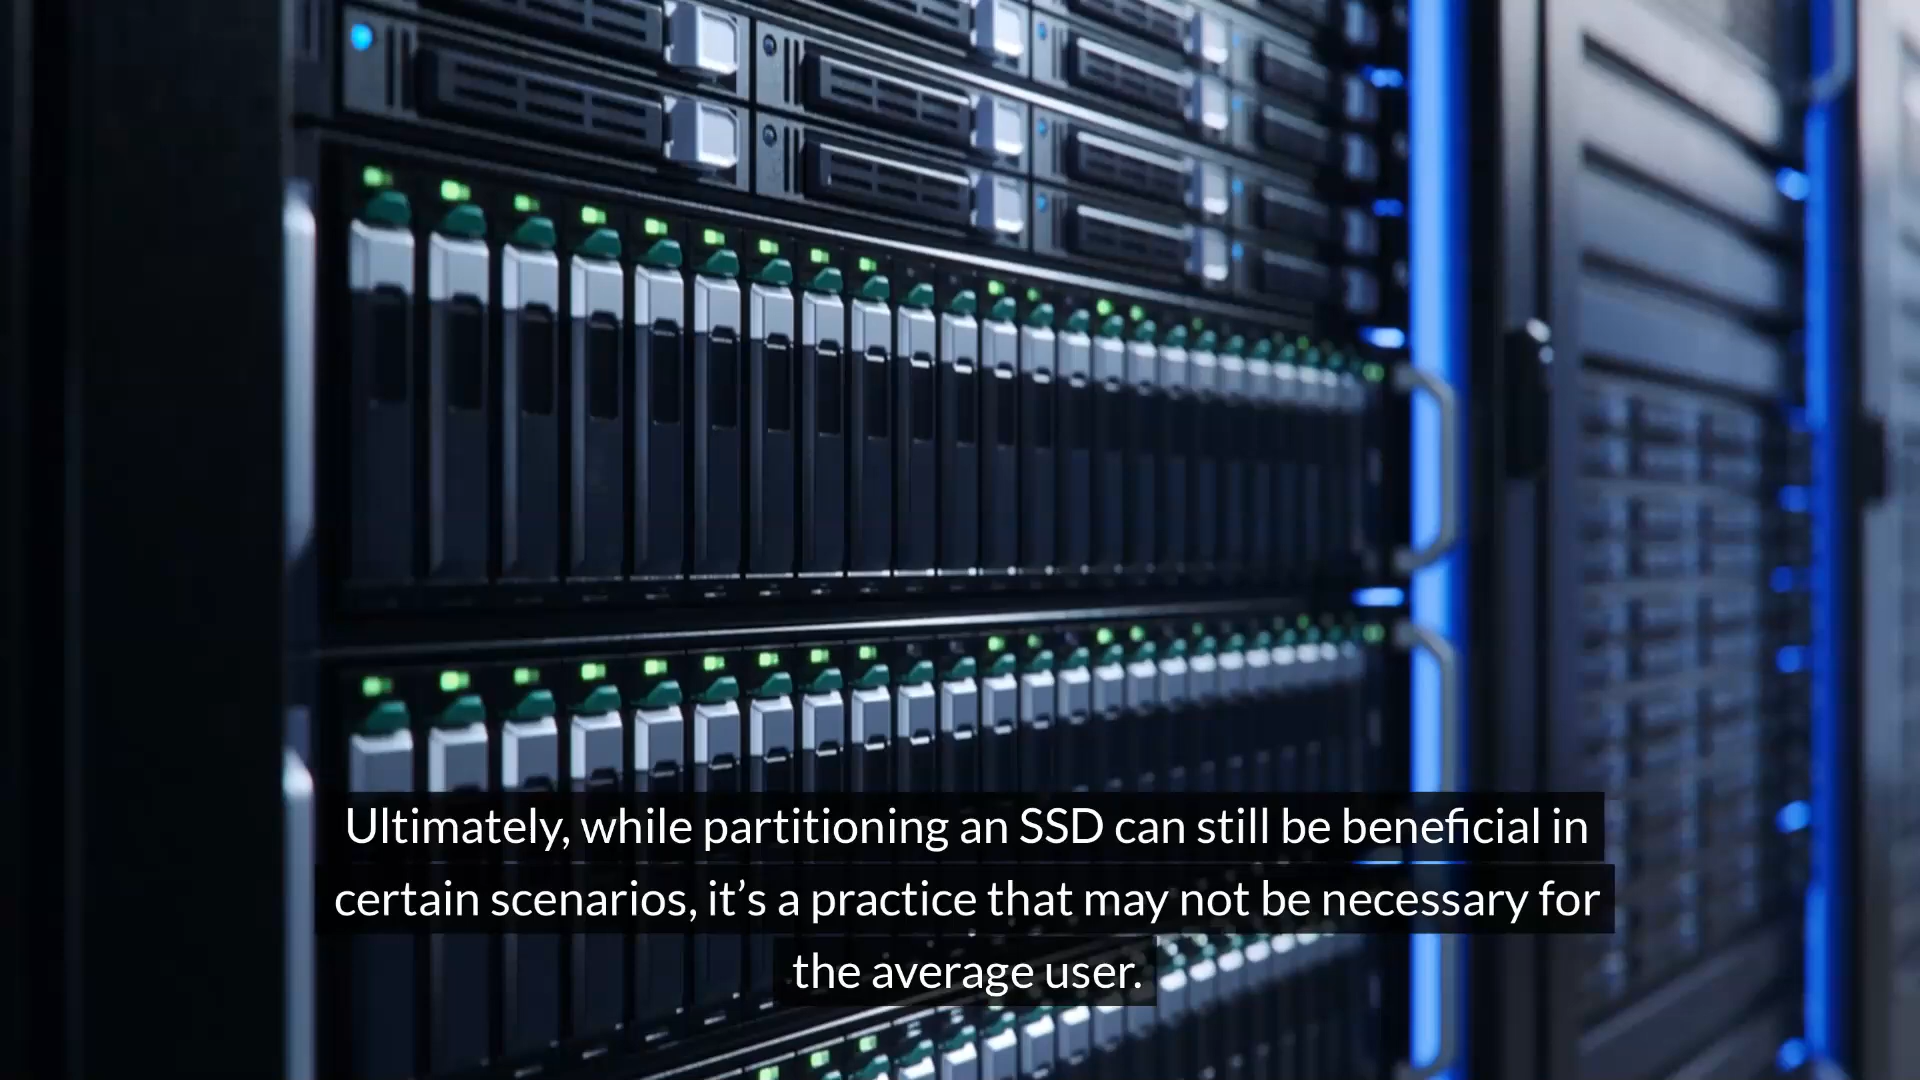 Ultimately, while partitioning an SSD can still be beneficial in
certain scenarios, it’s a practice that may not be necessary for
the average user.